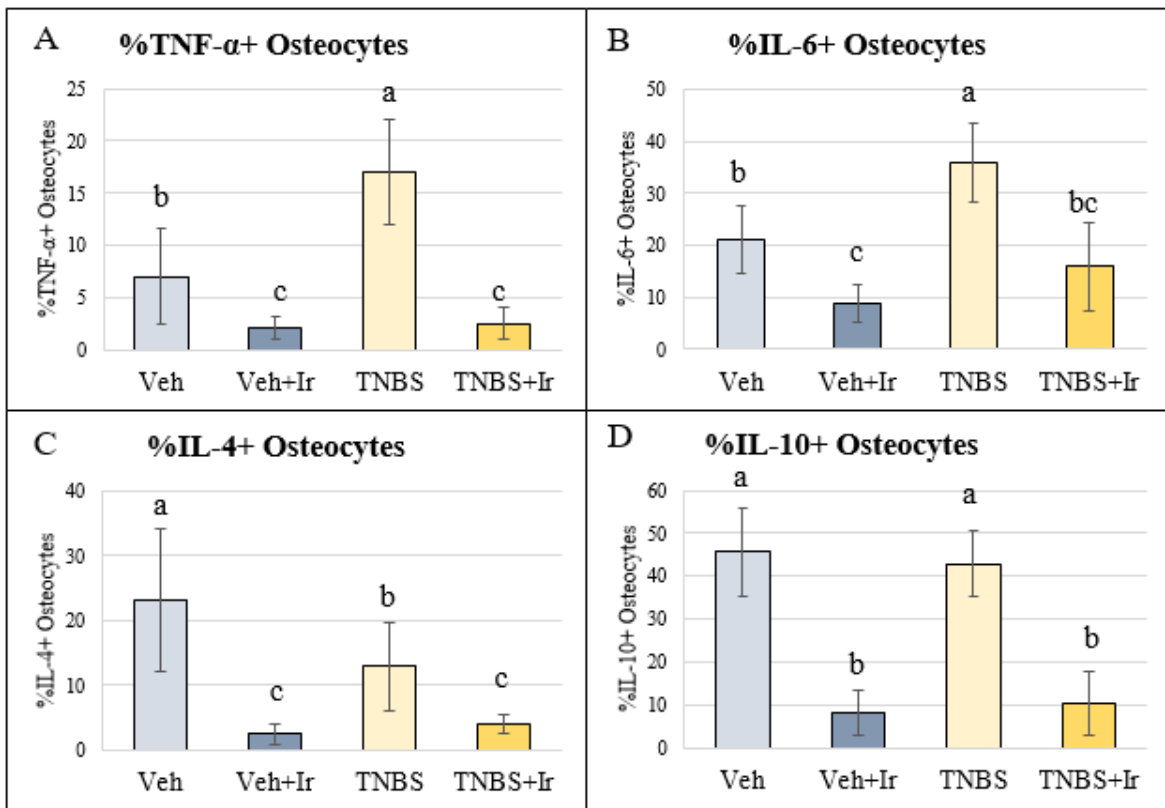 A
%TNF-α+ Osteocytes
%TNF-α+ Osteocytes
25
20
15
10
5
0
b
c
a
c
Veh
Veh+Ir
TNBS
TNBS+Ir
B
%IL-6+ Osteocytes
%IL-6+ Osteocytes
50
40
30
20
10
0
b
c
a
bc
Veh
Veh+Ir
TNBS
TNBS+Ir
C
%IL-4+ Osteocytes
%IL-4+ Osteocytes
40
30
20
10
0
a
c
b
c
Veh
Veh+Ir
TNBS
TNBS+Ir
D
%IL-10+ Osteocytes
%IL-10+ Osteocytes
60
50
40
30
20
10
0
a
b
a
b
Veh
Veh+Ir
TNBS
TNBS+Ir